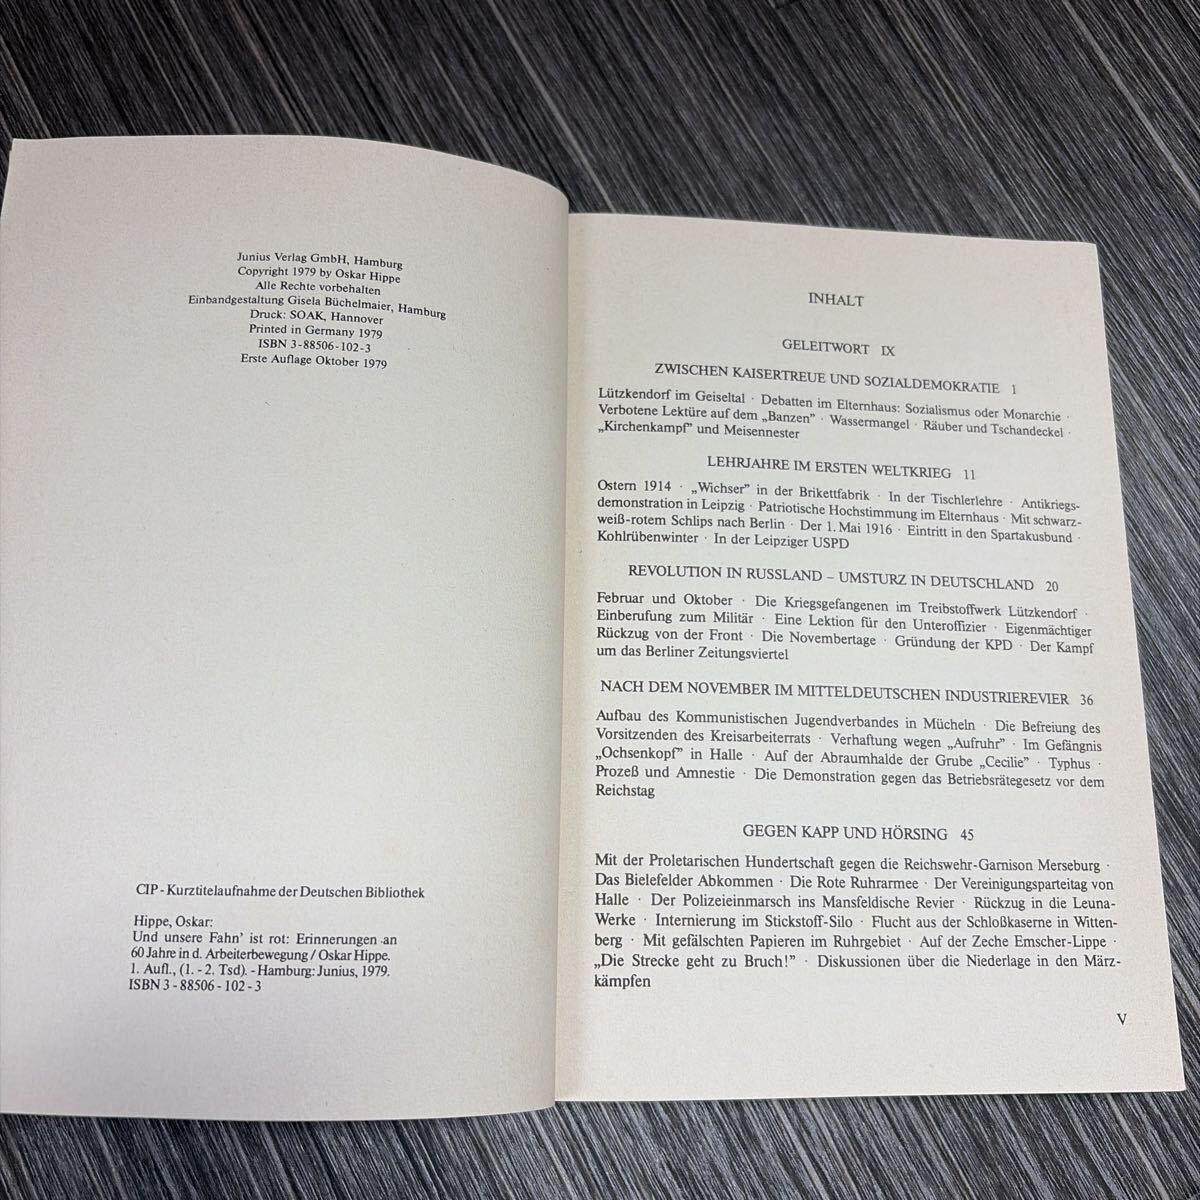 Junius Verlag GmbH, Hamburg
Copyright 1979 by Oskar Hippe
Alle Rechte vorbehalten
Einbandgestaltung Gisela Büchelmaier, Hamburg
Druck: SOAK, Hannover
Printed in Germany 1979
ISBN 3-88506-102-3
Erste Auflage Oktober 1979
CIP - Kurztitelaufnahme der Deutschen Bibliothek
Hippe, Oskar:
Und unsere Fahn' ist rot: Erinnerungen an
60 Jahre in d. Arbeiterbewegung / Oskar Hippe.
1. Aufl., (1. - 2. Tsd). - Hamburg: Junius, 1979.
ISBN 3 - 88506 - 102 - 3
INHALT
GELEITWORT IX
ZWISCHEN KAISERTREUE UND SOZIALDEMOKRATIE 1
Lützkendorf im Geiseltal · Debatten im Elternhaus: Sozialismus oder Monarchie ·
Verbotene Lektüre auf dem „Banzen” · Wassermangel · Räuber und Tschandeckel ·
„Kirchenkampf” und Meisennester
LEHRJAHRE IM ERSTEN WELTKRIEG 11
Ostern 1914 · „Wichser” in der Brikettfabrik · In der Tischlerlehre · Antikriegs-
demonstration in Leipzig · Patriotische Hochstimmung im Elternhaus · Mit schwarz-
weiß-rotem Schlips nach Berlin · Der 1. Mai 1916 · Eintritt in den Spartakusbund ·
Kohlrübenwinter · In der Leipziger USPD
REVOLUTION IN RUSSLAND – UMSTURZ IN DEUTSCHLAND 20
Februar und Oktober · Die Kriegsgefangenen im Treibstoffwerk Lützkendorf ·
Einberufung zum Militär · Eine Lektion für den Unteroffizier · Eigenmächtiger
Rückzug von der Front · Die Novembertage · Gründung der KPD · Der Kampf
um das Berliner Zeitungsviertel
NACH DEM NOVEMBER IM MITTELDEUTSCHEN INDUSTRIEREVIER 36
Aufbau des Kommunistischen Jugendverbandes in Mücheln · Die Befreiung des
Vorsitzenden des Kreisarbeiterrats · Verhaftung wegen „Aufruhr” · Im Gefängnis
„Ochsenkopf” in Halle · Auf der Abraumhalde der Grube „Cecilie” · Typhus ·
Prozeß und Amnestie · Die Demonstration gegen das Betriebsrätegesetz vor dem
Reichstag
GEGEN KAPP UND HÖRSING 45
Mit der Proletarischen Hundertschaft gegen die Reichswehr-Garnison Merseburg ·
Das Bielefelder Abkommen · Die Rote Ruhrarmee · Der Vereinigungsparteitag von
Halle · Der Polizeieinmarsch ins Mansfeldische Revier · Rückzug in die Leuna-
Werke · Internierung im Stickstoff-Silo · Flucht aus der Schloßkaserne in Witten-
berg · Mit gefälschten Papieren im Ruhrgebiet · Auf der Zeche Emscher-Lippe ·
„Die Strecke geht zu Bruch!” · Diskussionen über die Niederlage in den März-
kämpfen
V